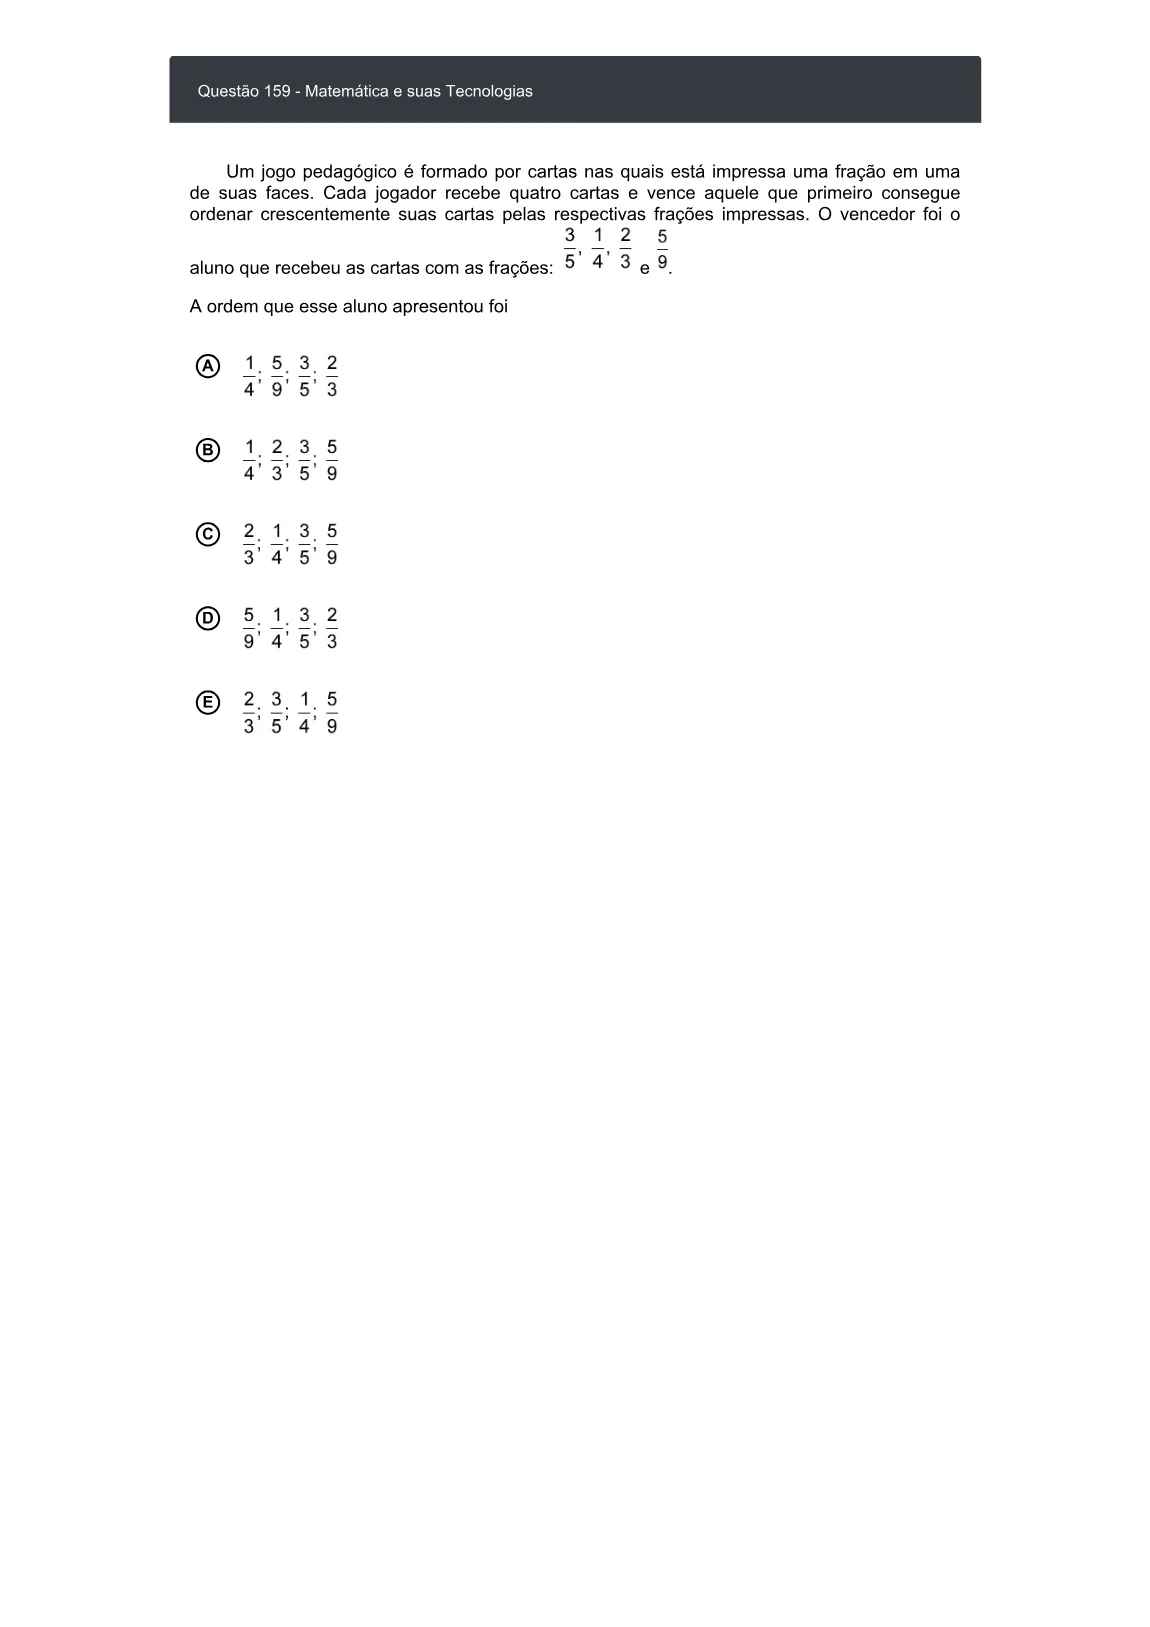 Questão 159 - Matemática e suas Tecnologias
Um jogo pedagógico é formado por cartas nas quais está impressa uma fração em uma
de suas faces. Cada jogador recebe quatro cartas e vence aquele que primeiro consegue
ordenar crescentemente suas cartas pelas respectivas frações impressas. O vencedor foi o
aluno que recebeu as cartas com as frações: 3/5, 1/4, 2/3 e 5/9.
A ordem que esse aluno apresentou foi
A 1/4; 5/9; 3/5; 2/3
B 1/4; 2/3; 3/5; 5/9
C 2/3; 1/4; 3/5; 5/9
D 5/9; 1/4; 3/5; 2/3
E 2/3; 3/5; 1/4; 5/9